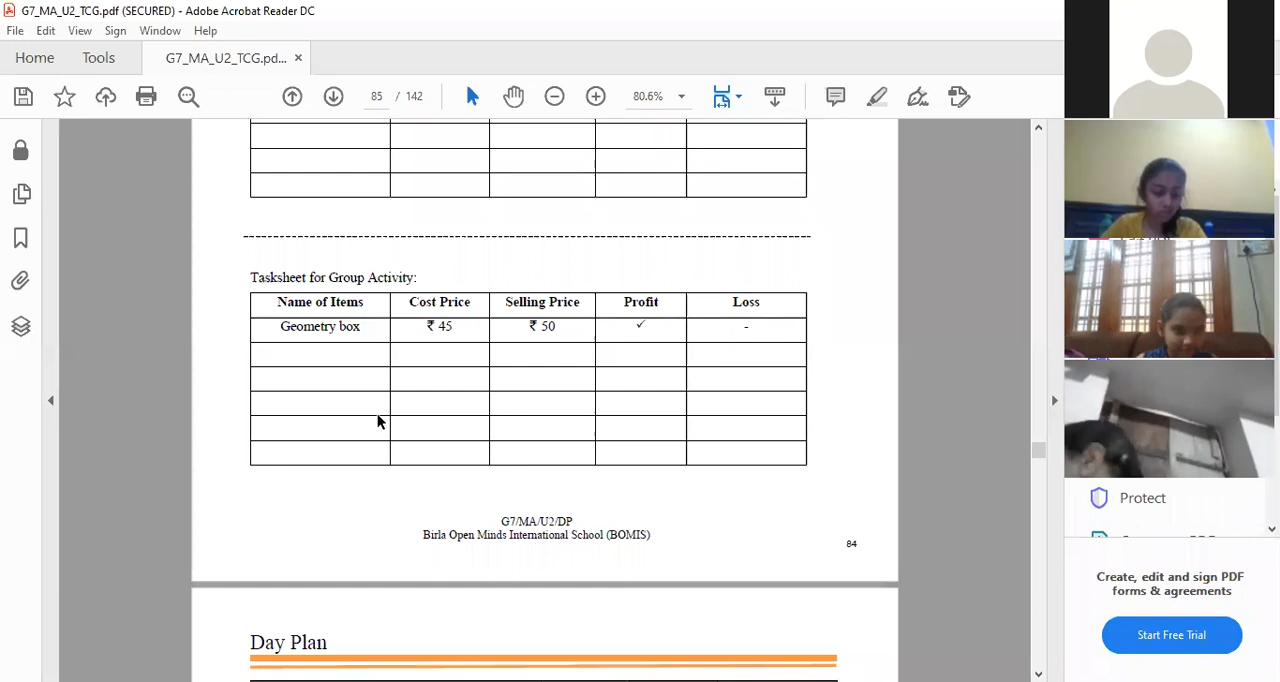 G7_MA_U2_TCG.pdf (SECURED) - Adobe Acrobat Reader DC
File Edit View Sign Window Help
Home Tools G7_MA_U2_TCG.pd... ×
85 / 142 80.6%
Tasksheet for Group Activity:
Name of Items Cost Price Selling Price Profit Loss
Geometry box ₹ 45 ₹ 50 ✓ -
G7/MA/U2/DP
Birla Open Minds International School (BOMIS)
84
Day Plan
Protect
Create, edit and sign PDF
forms & agreements
Start Free Trial